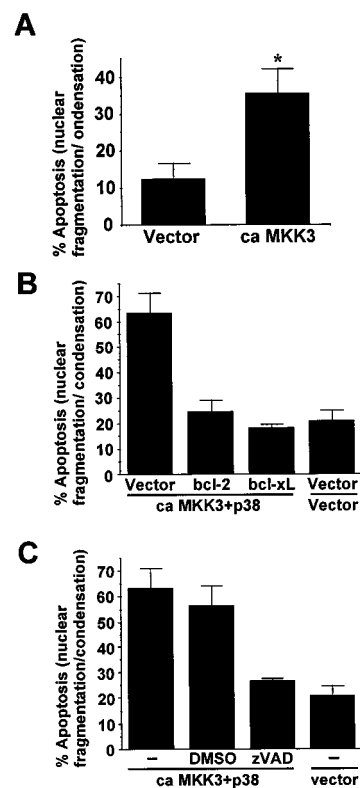 A
% Apoptosis (nuclear
fragmentation/ ondensation)
40
30
20
10
0
Vector ca MKK3
*
B
% Apoptosis (nuclear
fragmentation/ condensation)
70
60
50
40
30
20
10
0
Vector bcl-2 bcl-xL Vector
ca MKK3+p38 Vector
C
% Apoptosis (nuclear
fragmentation/condensation)
70
60
50
40
30
20
10
0
– DMSO zVAD –
ca MKK3+p38 vector